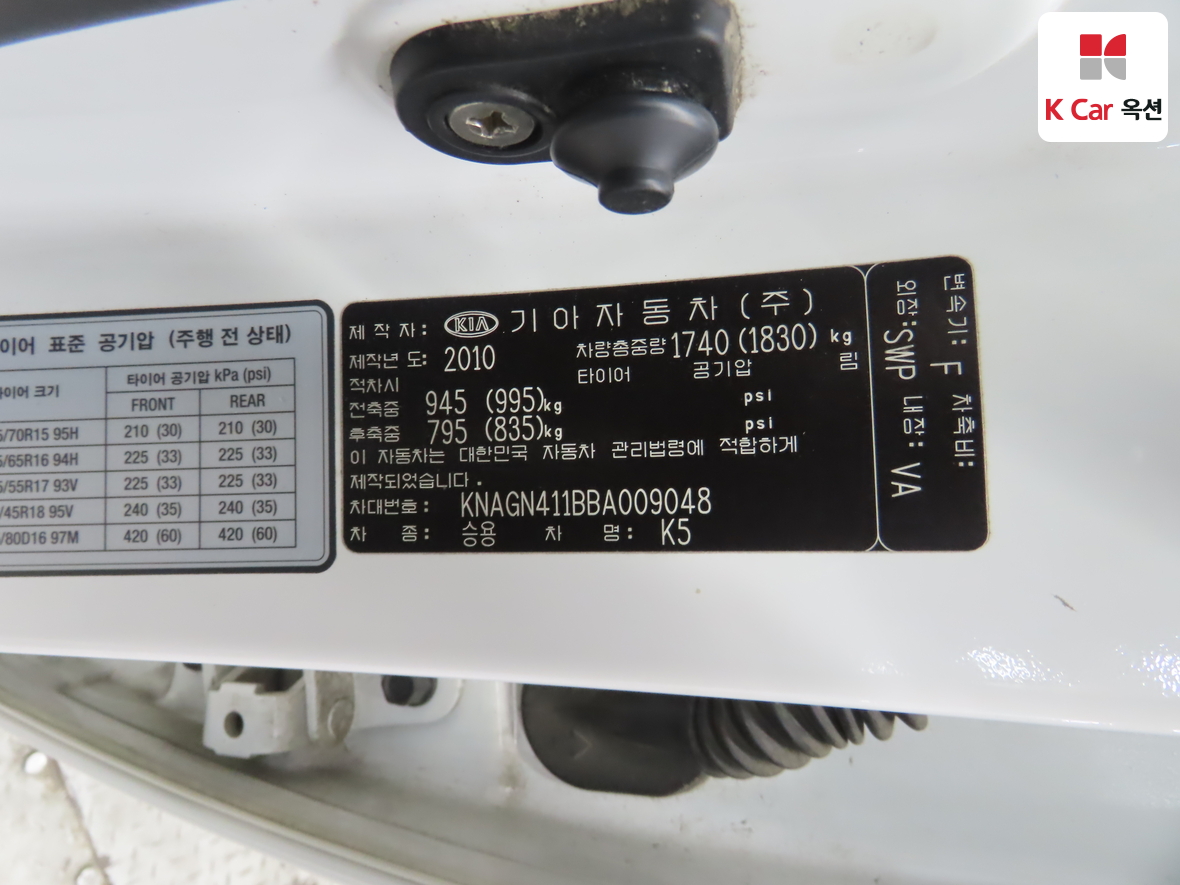 K Car 옥션
이어 표준 공기압 (주행 전 상태)
이어 크기 타이어 공기압 kPa (psi)
FRONT REAR
/70R15 95H 210 (30) 210 (30)
/65R16 94H 225 (33) 225 (33)
/55R17 93V 225 (33) 225 (33)
/45R18 95V 240 (35) 240 (35)
/80D16 97M 420 (60) 420 (60)
제 작 자: KIA 기 아 자 동 차 (주)
제작년 도: 2010 차량총중량 1740 (1830) kg
적차시 타이어 공기압 림
전축중 945 (995)kg psi
후축중 795 (835)kg psi
이 자동차는 대한민국 자동차 관리법령에 적합하게
제작되었습니다.
차대번호: KNAGN411BBA009048
차 종: 승용 차 명: K5
변속기: F 차축비:
외장:SWP 내장: VA